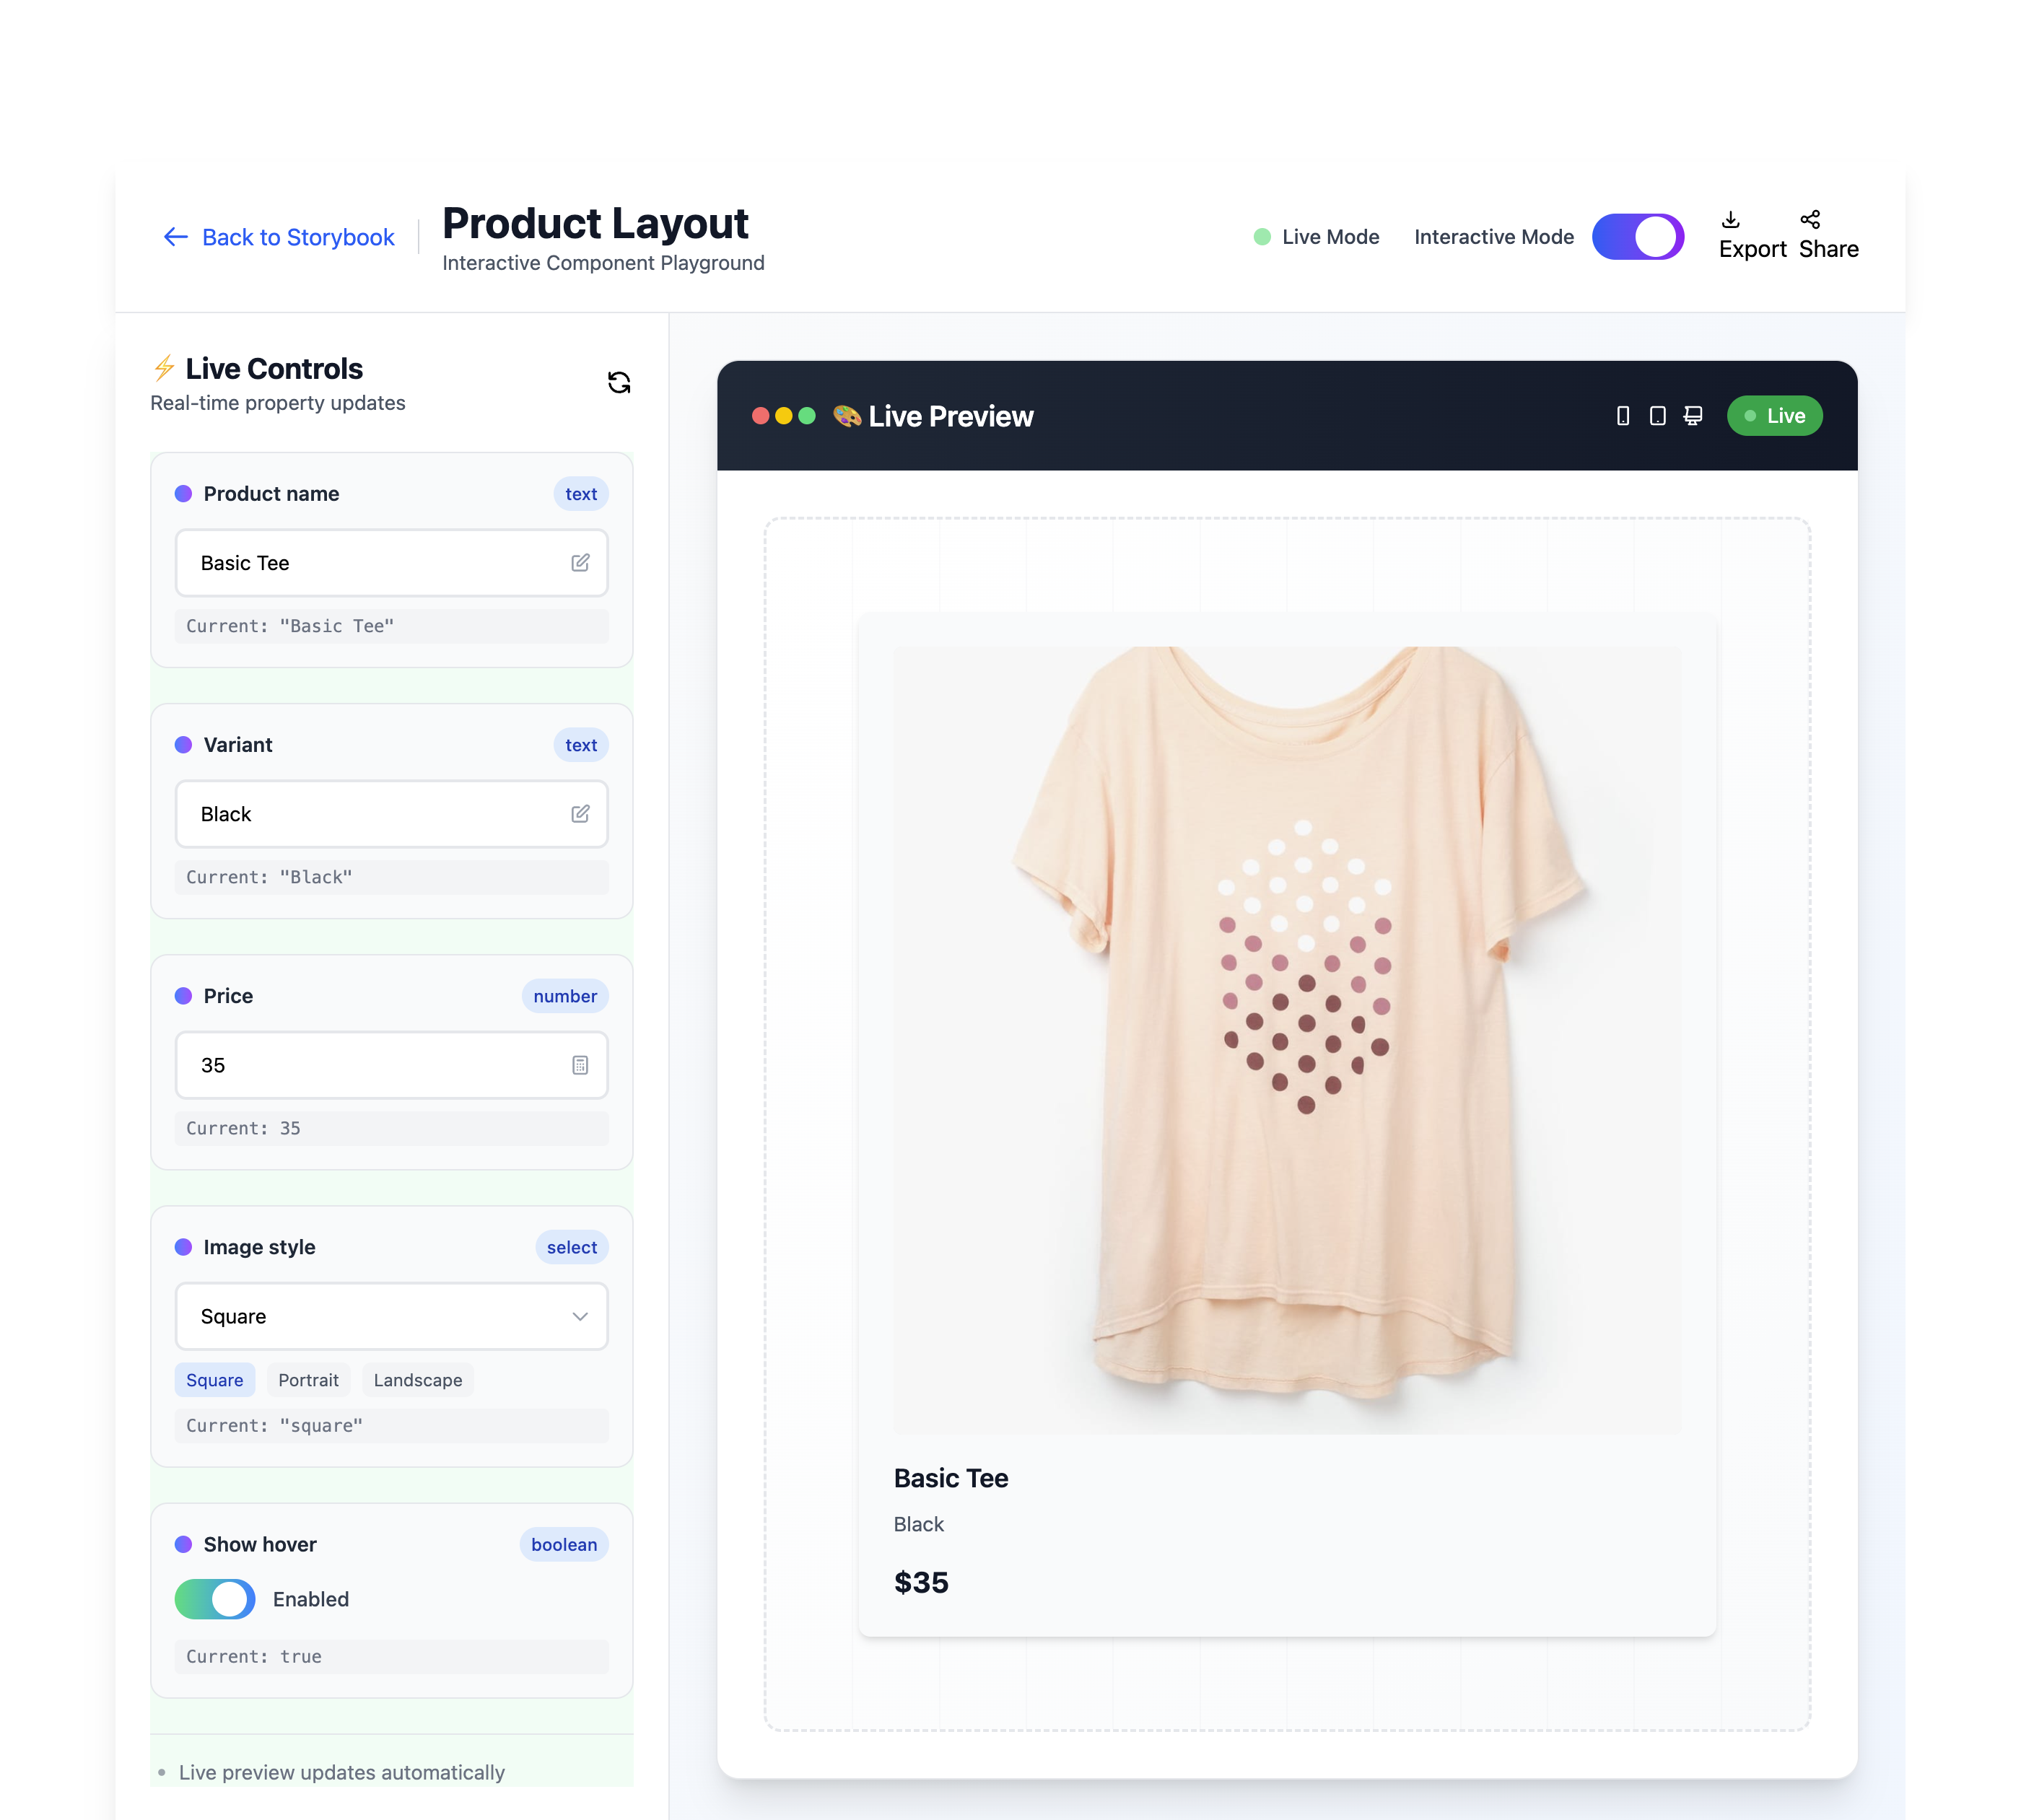 Back to Storybook
Product Layout
Interactive Component Playground
Live Mode
Interactive Mode
Export
Share
⚡ Live Controls
Real-time property updates
Product name
text
Basic Tee
Current: "Basic Tee"
Variant
text
Black
Current: "Black"
Price
number
35
Current: 35
Image style
select
Square
Square
Portrait
Landscape
Current: "square"
Show hover
boolean
Enabled
Current: true
Live preview updates automatically
🎨 Live Preview
Live
Basic Tee
Black
$35